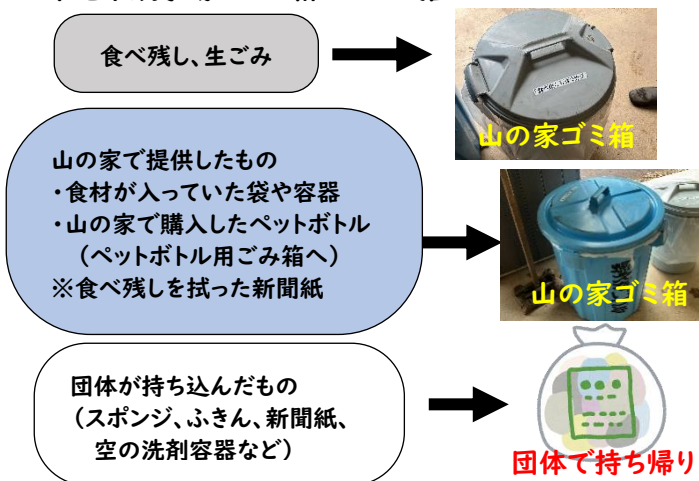 食べ残し、生ごみ
山の家ゴミ箱
山の家で提供したもの
・食材が入っていた袋や容器
・山の家で購入したペットボトル
（ペットボトル用ごみ箱へ）
※食べ残しを拭った新聞紙
山の家ゴミ箱
団体が持ち込んだもの
（スポンジ、ふきん、新聞紙、
空の洗剤容器など）
団体で持ち帰り